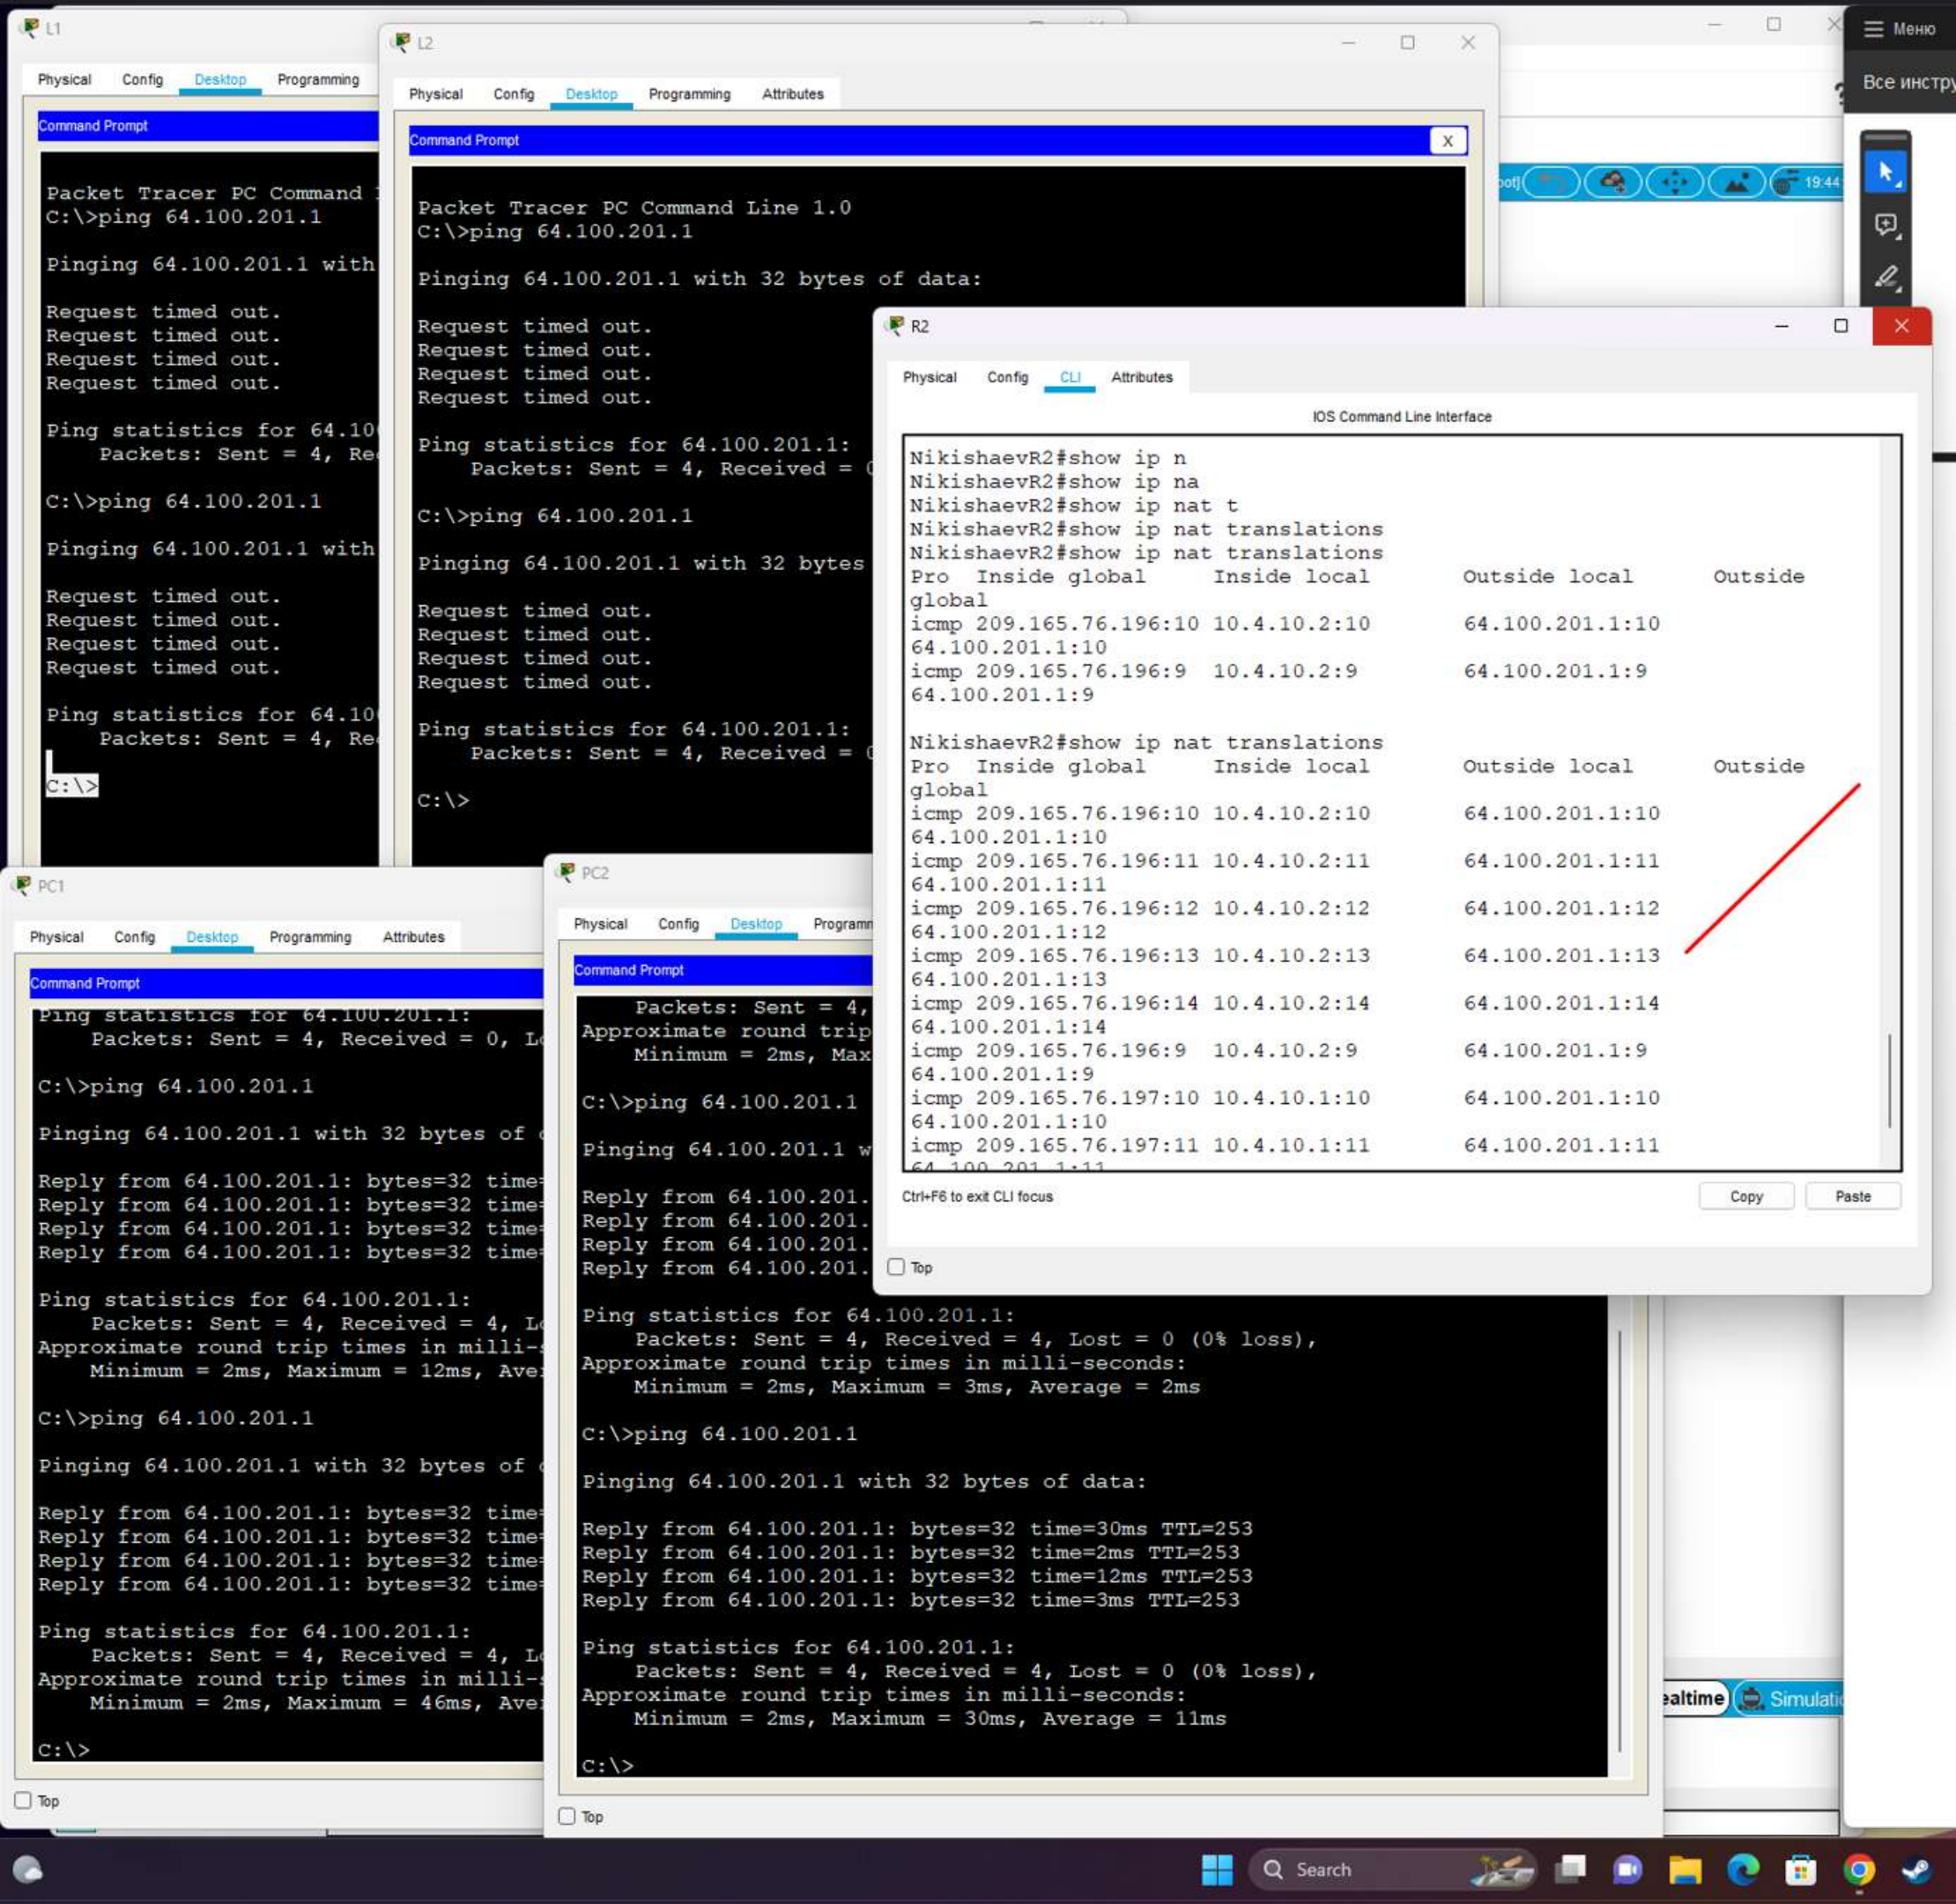 L1
Physical Config Desktop Programming
Command Prompt
Packet Tracer PC Command
C:\>ping 64.100.201.1
Pinging 64.100.201.1 with
Request timed out.
Request timed out.
Request timed out.
Request timed out.
Ping statistics for 64.10
Packets: Sent = 4,
C:\>ping 64.100.201.1
Pinging 64.100.201.1 with
Request timed out.
Request timed out.
Request timed out.
Request timed out.
Ping statistics for 64.10
Packets: Sent = 4,
C:\>
L2
Physical Config Desktop Programming Attributes
Command Prompt X
Packet Tracer PC Command Line 1.0
C:\>ping 64.100.201.1
Pinging 64.100.201.1 with 32 bytes of data:
Request timed out.
Request timed out.
Request timed out.
Request timed out.
Ping statistics for 64.100.201.1:
Packets: Sent = 4, Received =
C:\>ping 64.100.201.1
Pinging 64.100.201.1 with 32 bytes
Request timed out.
Request timed out.
Request timed out.
Request timed out.
Ping statistics for 64.100.201.1:
Packets: Sent = 4, Received =
C:\>
19:44
Меню
Все инстру
R2
Physical Config CLI Attributes
IOS Command Line Interface
NikishaevR2#show ip n
NikishaevR2#show ip na
NikishaevR2#show ip nat t
NikishaevR2#show ip nat translations
NikishaevR2#show ip nat translations
Pro Inside global Inside local Outside local Outside
global
icmp 209.165.76.196:10 10.4.10.2:10 64.100.201.1:10
64.100.201.1:10
icmp 209.165.76.196:9 10.4.10.2:9 64.100.201.1:9
64.100.201.1:9
NikishaevR2#show ip nat translations
Pro Inside global Inside local Outside local Outside
global
icmp 209.165.76.196:10 10.4.10.2:10 64.100.201.1:10
64.100.201.1:10
icmp 209.165.76.196:11 10.4.10.2:11 64.100.201.1:11
64.100.201.1:11
icmp 209.165.76.196:12 10.4.10.2:12 64.100.201.1:12
64.100.201.1:12
icmp 209.165.76.196:13 10.4.10.2:13 64.100.201.1:13
64.100.201.1:13
icmp 209.165.76.196:14 10.4.10.2:14 64.100.201.1:14
64.100.201.1:14
icmp 209.165.76.196:9 10.4.10.2:9 64.100.201.1:9
64.100.201.1:9
icmp 209.165.76.197:10 10.4.10.1:10 64.100.201.1:10
64.100.201.1:10
icmp 209.165.76.197:11 10.4.10.1:11 64.100.201.1:11
64.100.201.1:11
Ctrl+F6 to exit CLI focus Copy Paste
Top
PC1
Physical Config Desktop Programming Attributes
Command Prompt
Ping statistics for 64.100.201.1:
Packets: Sent = 4, Received = 0,
C:\>ping 64.100.201.1
Pinging 64.100.201.1 with 32 bytes of
Reply from 64.100.201.1: bytes=32 time
Reply from 64.100.201.1: bytes=32 time
Reply from 64.100.201.1: bytes=32 time
Reply from 64.100.201.1: bytes=32 time
Ping statistics for 64.100.201.1:
Packets: Sent = 4, Received = 4,
Approximate round trip times in milli-
Minimum = 2ms, Maximum = 12ms, Ave
C:\>ping 64.100.201.1
Pinging 64.100.201.1 with 32 bytes of
Reply from 64.100.201.1: bytes=32 time
Reply from 64.100.201.1: bytes=32 time
Reply from 64.100.201.1: bytes=32 time
Reply from 64.100.201.1: bytes=32 time
Ping statistics for 64.100.201.1:
Packets: Sent = 4, Received = 4,
Approximate round trip times in milli-
Minimum = 2ms, Maximum = 46ms, Ave
C:\>
Top
PC2
Physical Config Desktop Programm
Command Prompt
Packets: Sent = 4,
Approximate round trip
Minimum = 2ms, Max
C:\>ping 64.100.201.1
Pinging 64.100.201.1 w
Reply from 64.100.201.
Reply from 64.100.201.
Reply from 64.100.201.
Reply from 64.100.201.
Ping statistics for 64.100.201.1:
Packets: Sent = 4, Received = 4, Lost = 0 (0% loss),
Approximate round trip times in milli-seconds:
Minimum = 2ms, Maximum = 3ms, Average = 2ms
C:\>ping 64.100.201.1
Pinging 64.100.201.1 with 32 bytes of data:
Reply from 64.100.201.1: bytes=32 time=30ms TTL=253
Reply from 64.100.201.1: bytes=32 time=2ms TTL=253
Reply from 64.100.201.1: bytes=32 time=12ms TTL=253
Reply from 64.100.201.1: bytes=32 time=3ms TTL=253
Ping statistics for 64.100.201.1:
Packets: Sent = 4, Received = 4, Lost = 0 (0% loss),
Approximate round trip times in milli-seconds:
Minimum = 2ms, Maximum = 30ms, Average = 11ms
C:\>
Top
ealtime Simulati
Search